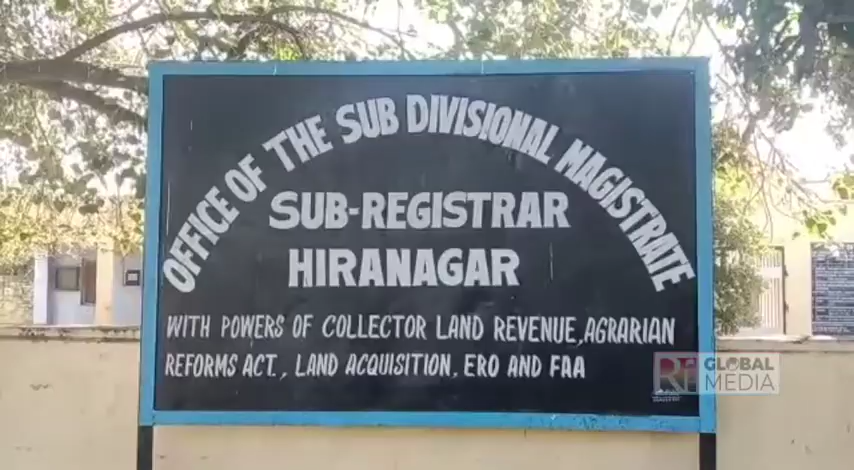 OFFICE OF THE SUB DIVISIONAL MAGISTRATE
SUB-REGISTRAR
HIRANAGAR
WITH POWERS OF COLLECTOR LAND REVENUE,AGRARIAN
REFORMS ACT., LAND ACQUISITION, ERO AND FAA
GLOBAL
MEDIA